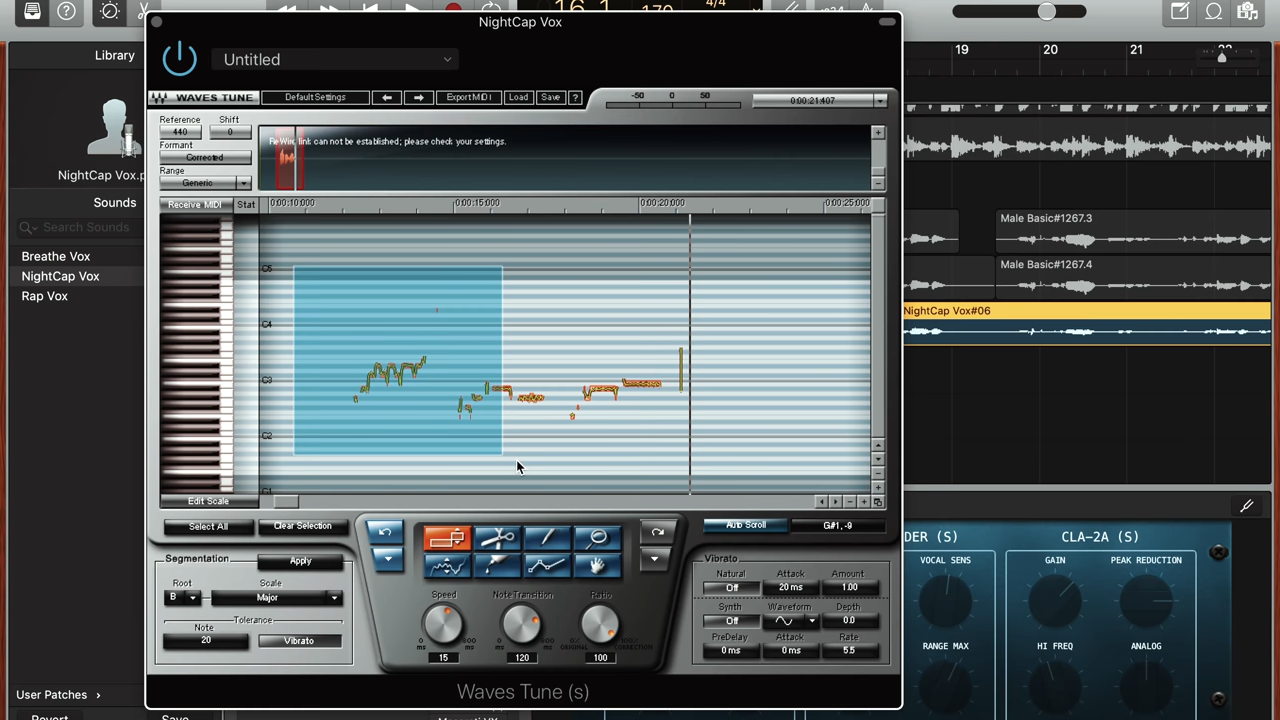 NightCap Vox
Library
NightCap Vox.p
Sounds
Search Sounds
Breathe Vox
NightCap Vox
Rap Vox
User Patches
Untitled
WAVES TUNE
Default Settings
Export MIDI
Load
Save
?
-50 0 50
0:00:21:407
Reference
440
Shift
0
Formant
Corrected
Range
Generic
ReWire link can not be established; please check your settings.
Receive MIDI
Stat
0:00:10:000
0:00:15:000
0:00:20:000
0:00:25:000
C5
C4
C3
C2
C1
Edit Scale
Select All
Clear Selection
Auto Scroll
G#1,-9
Segmentation
Apply
Root
Scale
B
Major
Tolerance
Note
20
Vibrato
Speed
Note Transition
Ratio
15
120
100
Vibrato
Natural
Attack
Amount
Off
20 ms
1.00
Synth
Waveform
Depth
Off
0.0
PreDelay
Attack
Rate
0 ms
0 ms
5.5
Waves Tune (s)
19
20
21
Male Basic#1267.3
Male Basic#1267.4
NightCap Vox#06
DER (S)
CLA-2A (S)
VOCAL SENS
GAIN
PEAK REDUCTION
RANGE MAX
HI FREQ
ANALOG